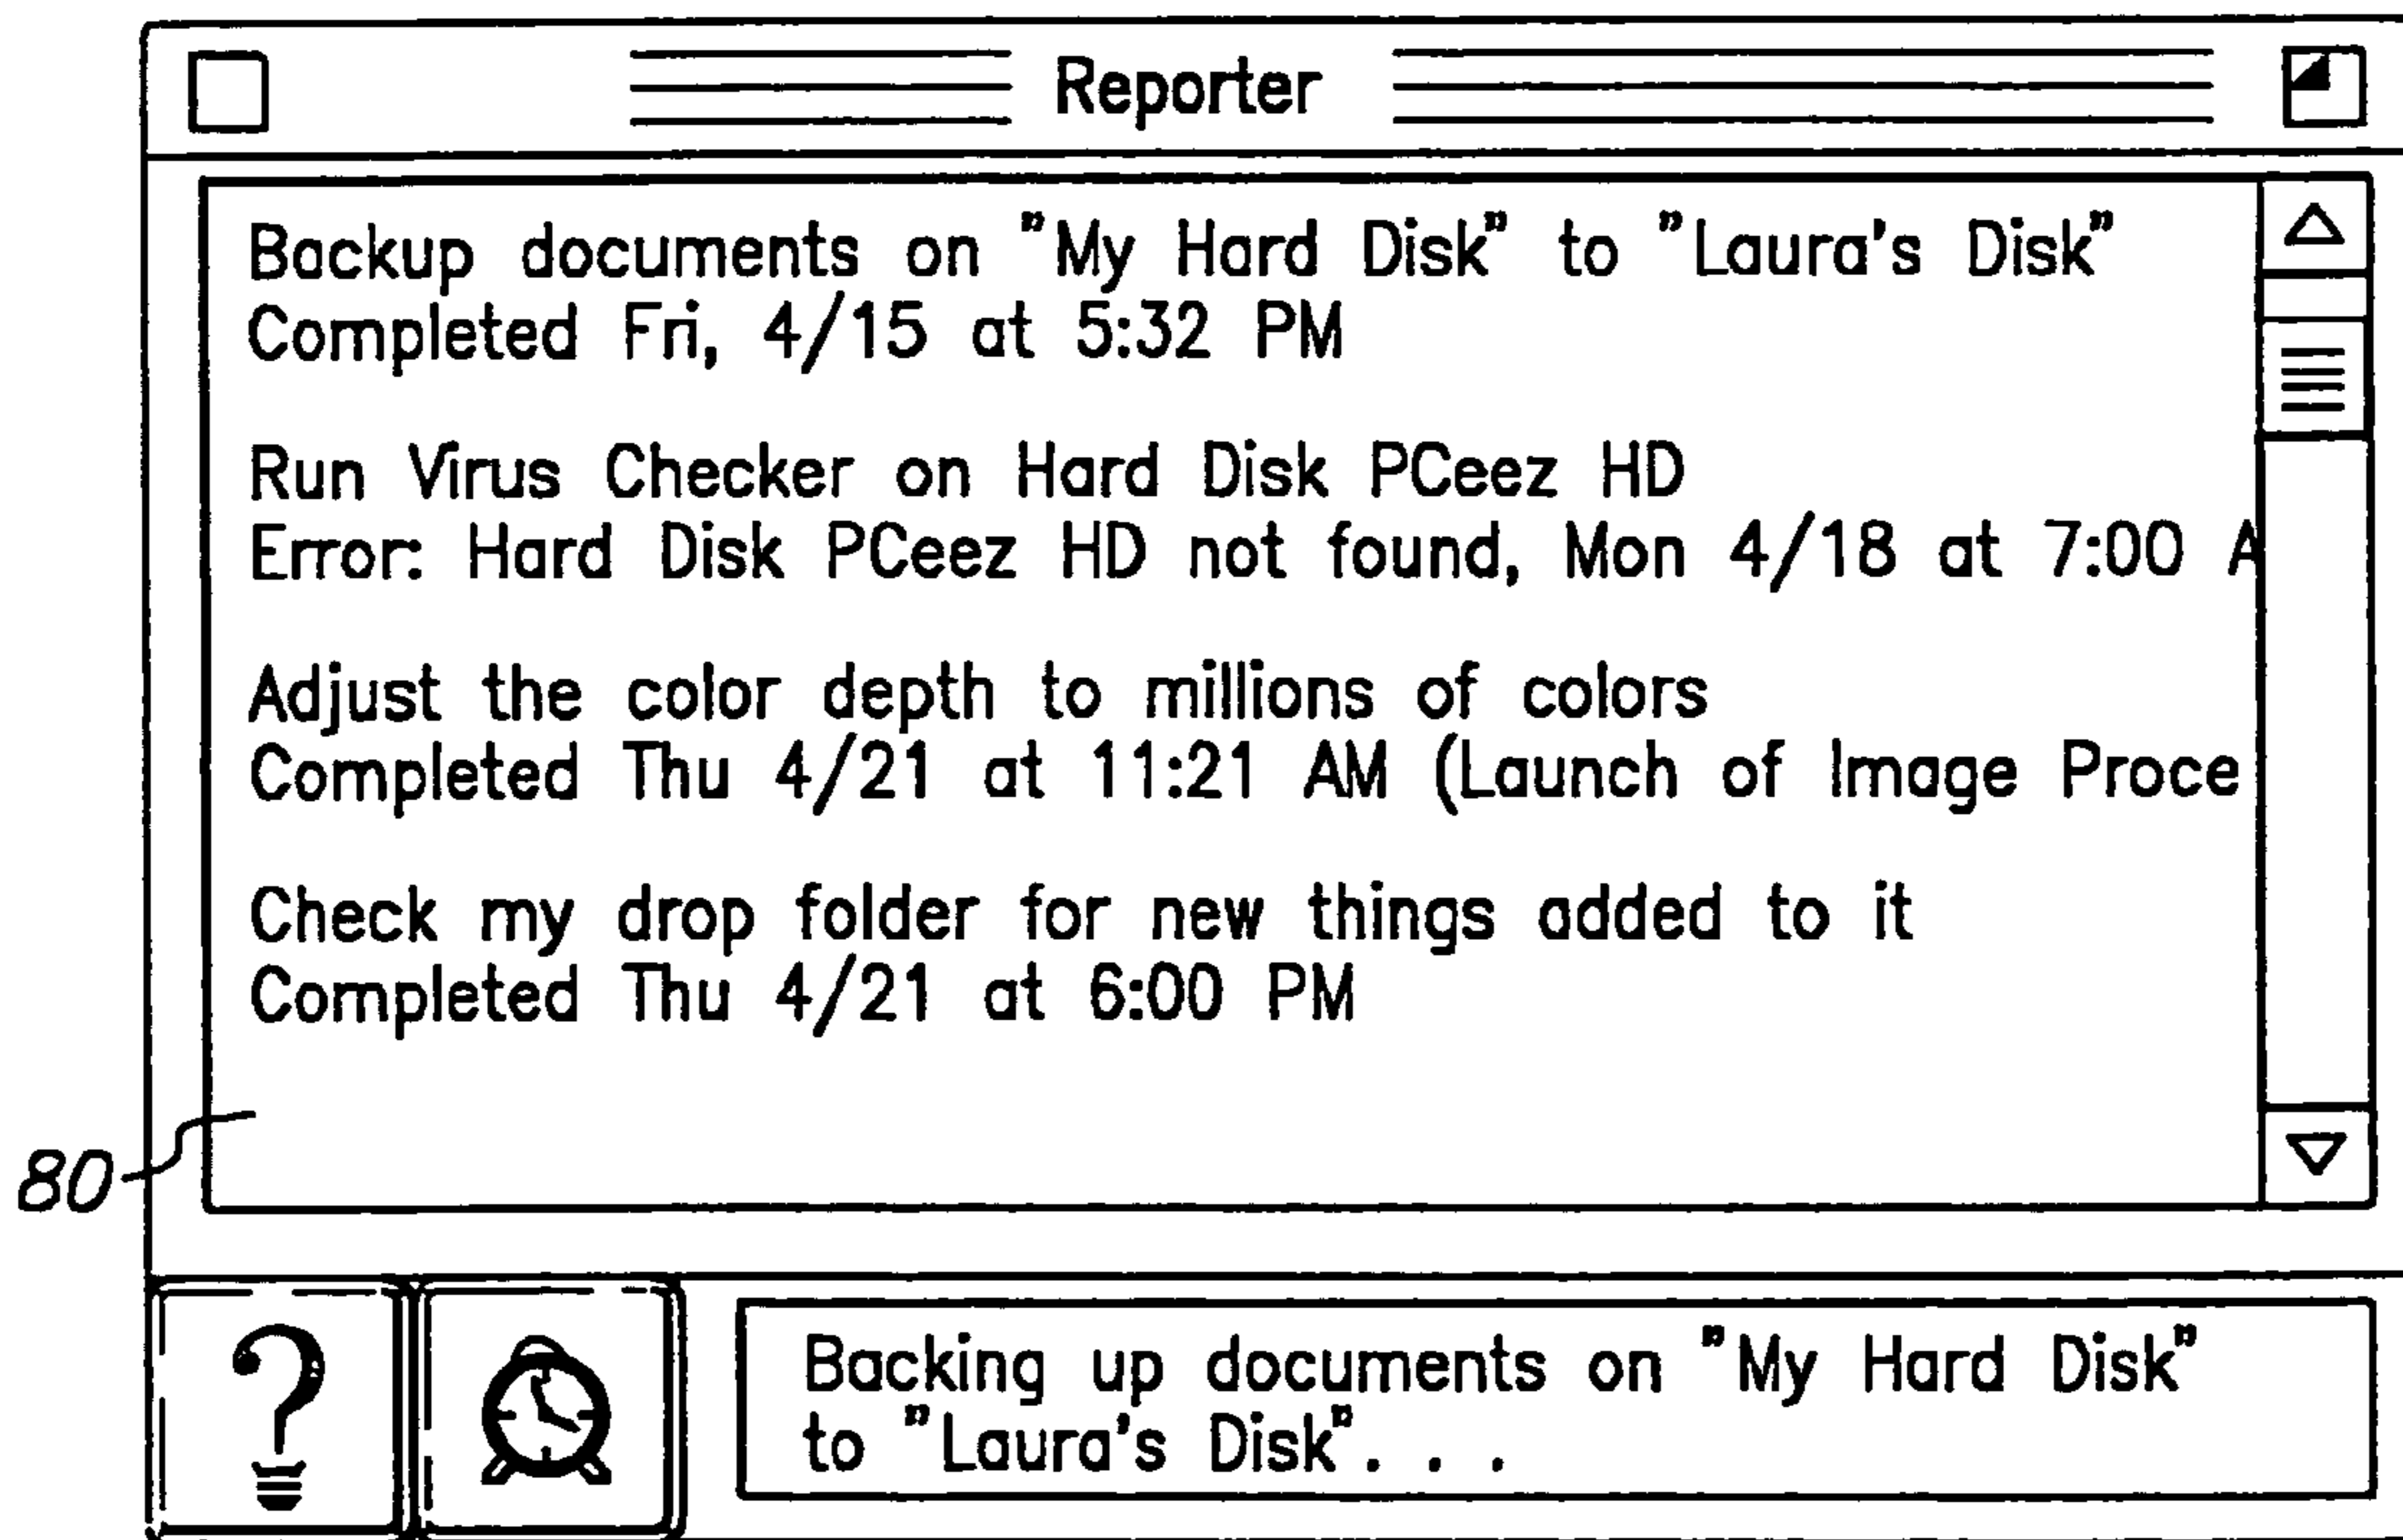 Reporter
Backup documents on "My Hard Disk" to "Laura's Disk"
Completed Fri, 4/15 at 5:32 PM
Run Virus Checker on Hard Disk PCeez HD
Error: Hard Disk PCeez HD not found, Mon 4/18 at 7:00 A
Adjust the color depth to millions of colors
Completed Thu 4/21 at 11:21 AM (Launch of Image Proce
Check my drop folder for new things added to it
Completed Thu 4/21 at 6:00 PM
80
?
Backing up documents on "My Hard Disk"
to "Laura's Disk". . .